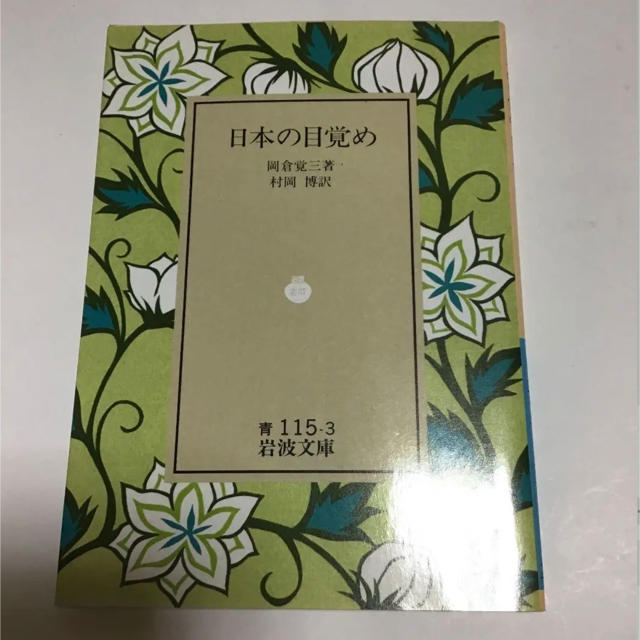 日本の目覚め
岡倉覚三著
村岡 博訳
青 115-3
岩波文庫